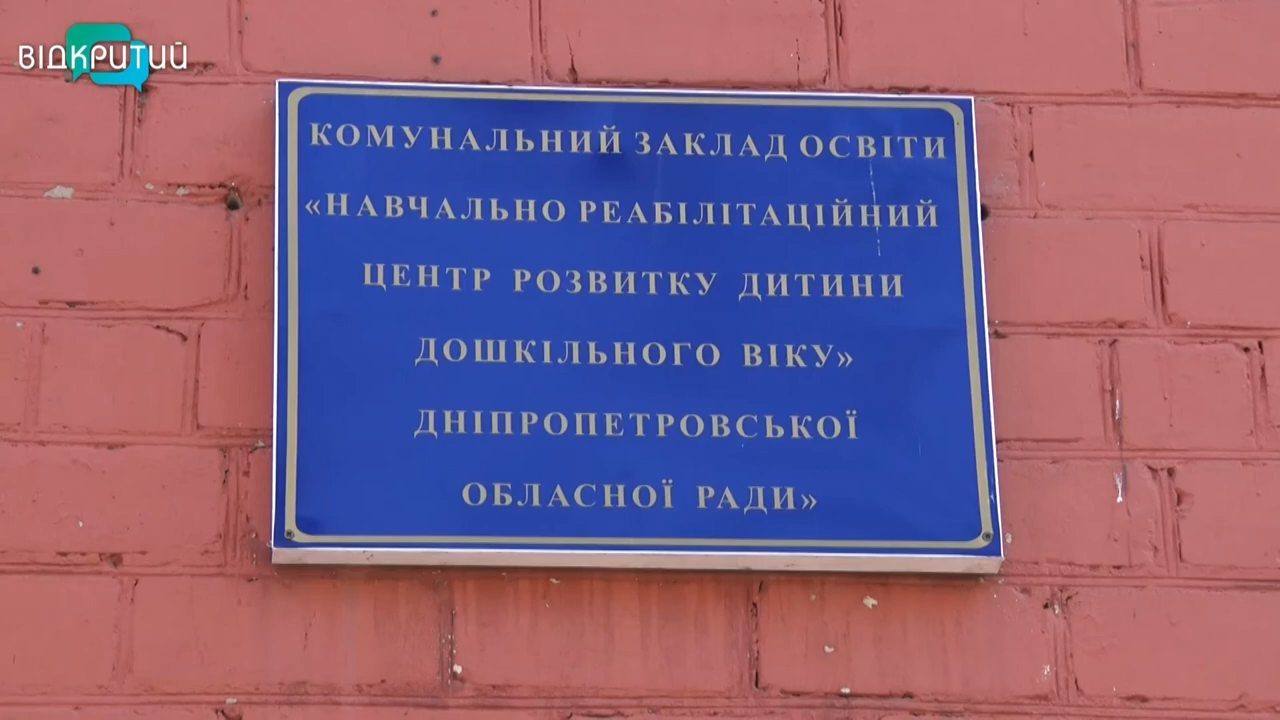 ВІДКРИТИЙ
КОМУНАЛЬНИЙ ЗАКЛАД ОСВІТИ
«НАВЧАЛЬНО РЕАБІЛІТАЦІЙНИЙ
ЦЕНТР РОЗВИТКУ ДИТИНИ
ДОШКІЛЬНОГО ВІКУ»
ДНІПРОПЕТРОВСЬКОЇ
ОБЛАСНОЇ РАДИ»